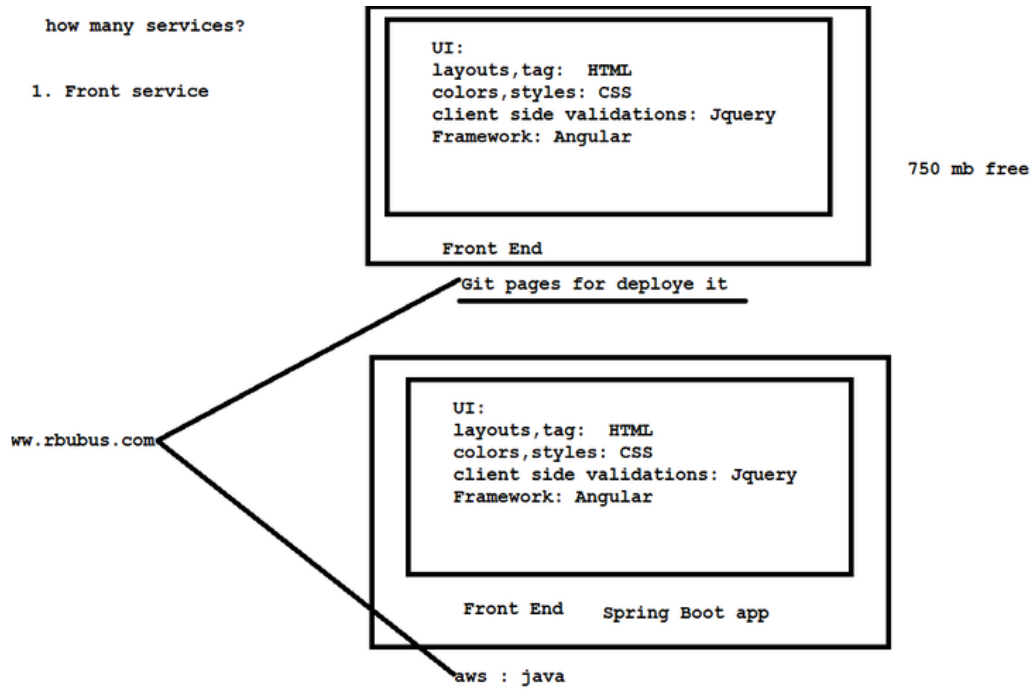 how many services?
1. Front service
UI:
layouts,tag:  HTML
colors,styles: CSS
client side validations: Jquery
Framework: Angular
750 mb free
Front End
Git pages for deploye it
ww.rbubus.com
UI:
layouts,tag:  HTML
colors,styles: CSS
client side validations: Jquery
Framework: Angular
Front End   Spring Boot app
aws : java